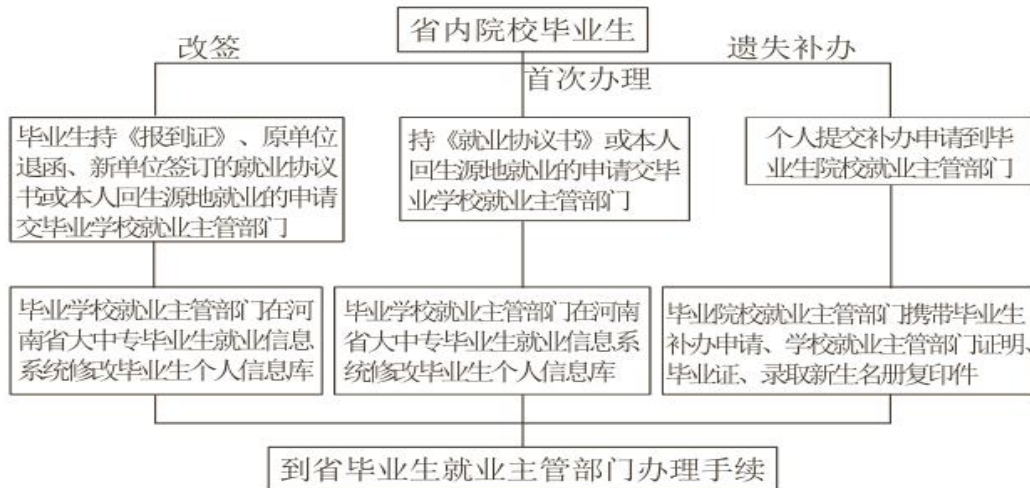 省内院校毕业生
改签
首次办理
遗失补办
毕业生持《报到证》、原单位
退函、新单位签订的就业协议
书或本人回生源地就业的申请
交毕业学校就业主管部门
持《就业协议书》或本人
回生源地就业的申请交毕
业学校就业主管部门
个人提交补办申请到毕
业生院校就业主管部门
毕业学校就业主管部门在河
南省大中专毕业生就业信息
系统修改毕业生个人信息库
毕业学校就业主管部门在河南
省大中专毕业生就业信息系
统修改毕业生个人信息库
毕业院校就业主管部门携带毕业生
补办申请、学校就业主管部门证明、
毕业证、录取新生名册复印件
到省毕业生就业主管部门办理手续